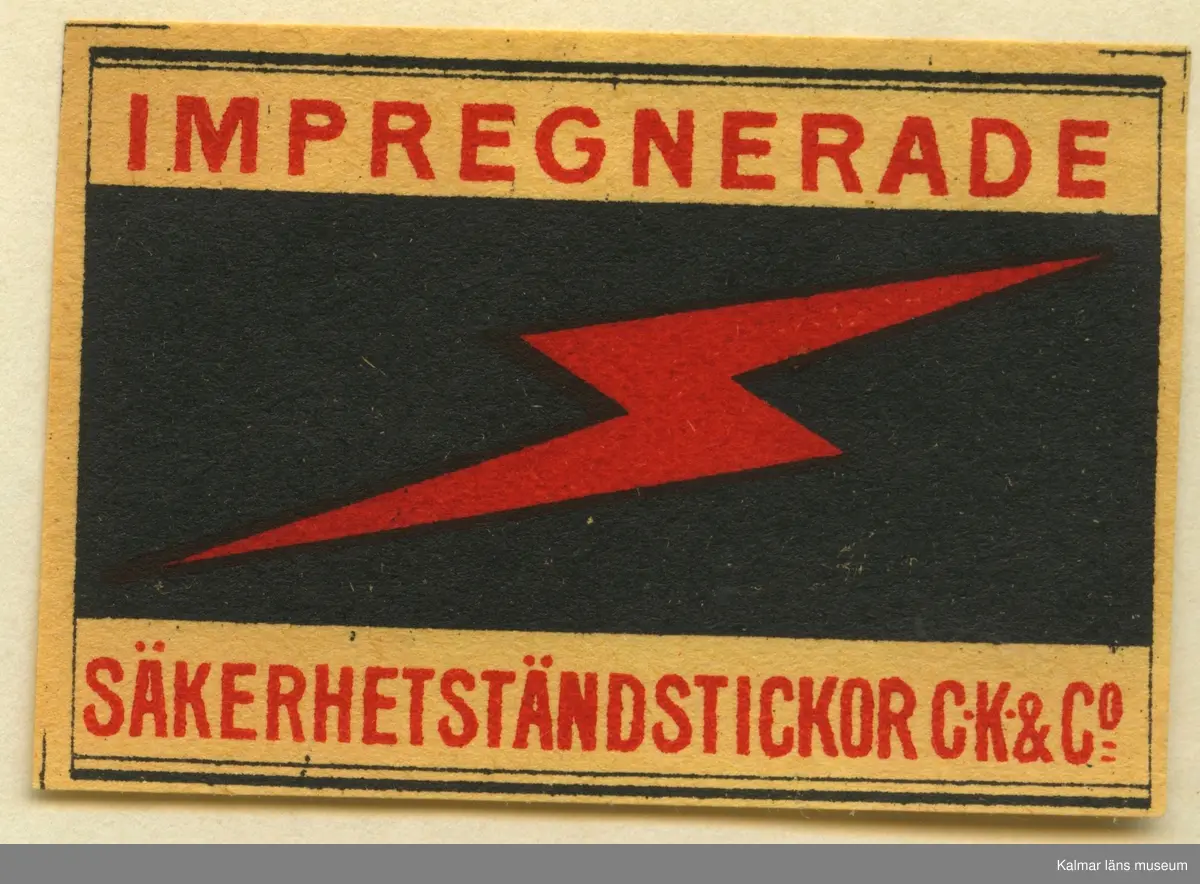 IMPREGNERADE
SÄKERHETSTÄNDSTICKOR C·K·& Cº
Kalmar läns museum